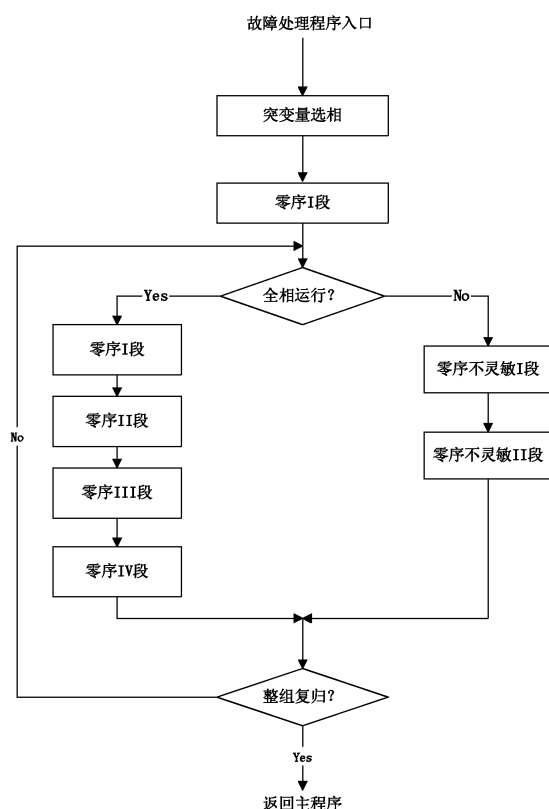 故障处理程序入口
突变量选相
零序I段
全相运行?
Yes
No
零序I段
零序不灵敏I段
零序II段
No
零序不灵敏II段
零序III段
零序IV段
整组复归?
Yes
返回主程序